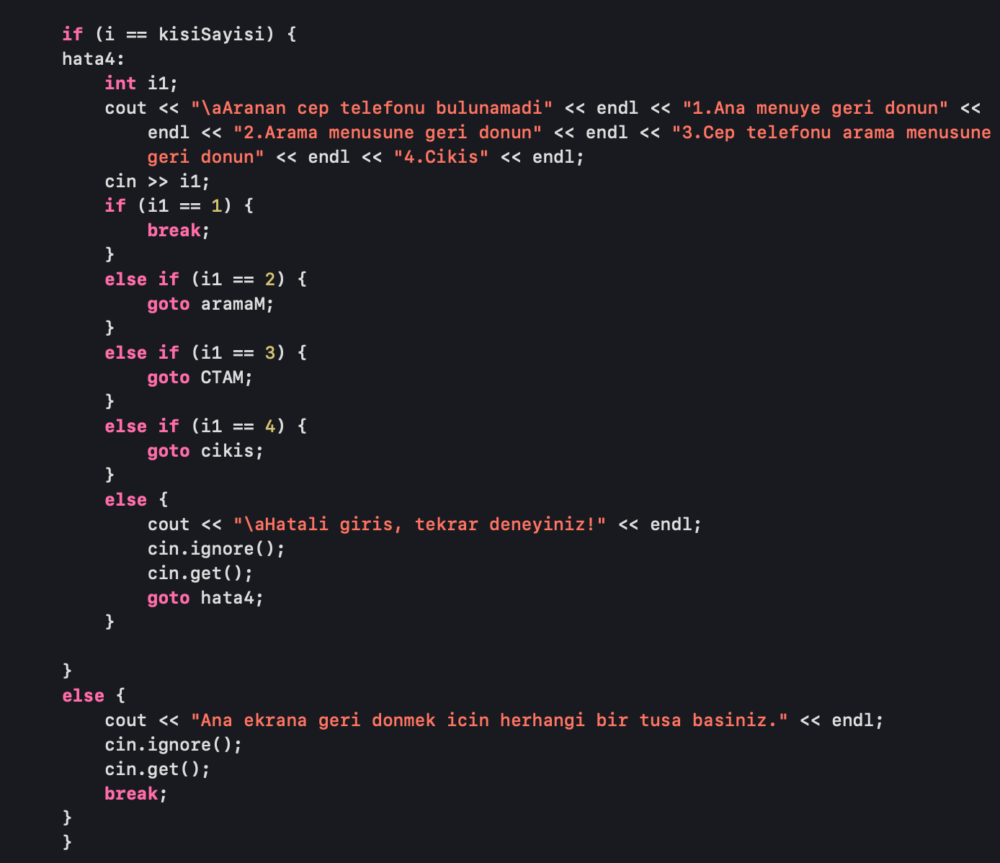 if (i == kisiSayisi) {
hata4:
    int i1;
    cout << "\aAranan cep telefonu bulunamadi" << endl << "1.Ana menuye geri donun" <<
        endl << "2.Arama menusune geri donun" << endl << "3.Cep telefonu arama menusune
        geri donun" << endl << "4.Cikis" << endl;
    cin >> i1;
    if (i1 == 1) {
        break;
    }
    else if (i1 == 2) {
        goto aramaM;
    }
    else if (i1 == 3) {
        goto CTAM;
    }
    else if (i1 == 4) {
        goto cikis;
    }
    else {
        cout << "\aHatali giris, tekrar deneyiniz!" << endl;
        cin.ignore();
        cin.get();
        goto hata4;
    }

}
else {
    cout << "Ana ekrana geri donmek icin herhangi bir tusa basiniz." << endl;
    cin.ignore();
    cin.get();
    break;
}
}